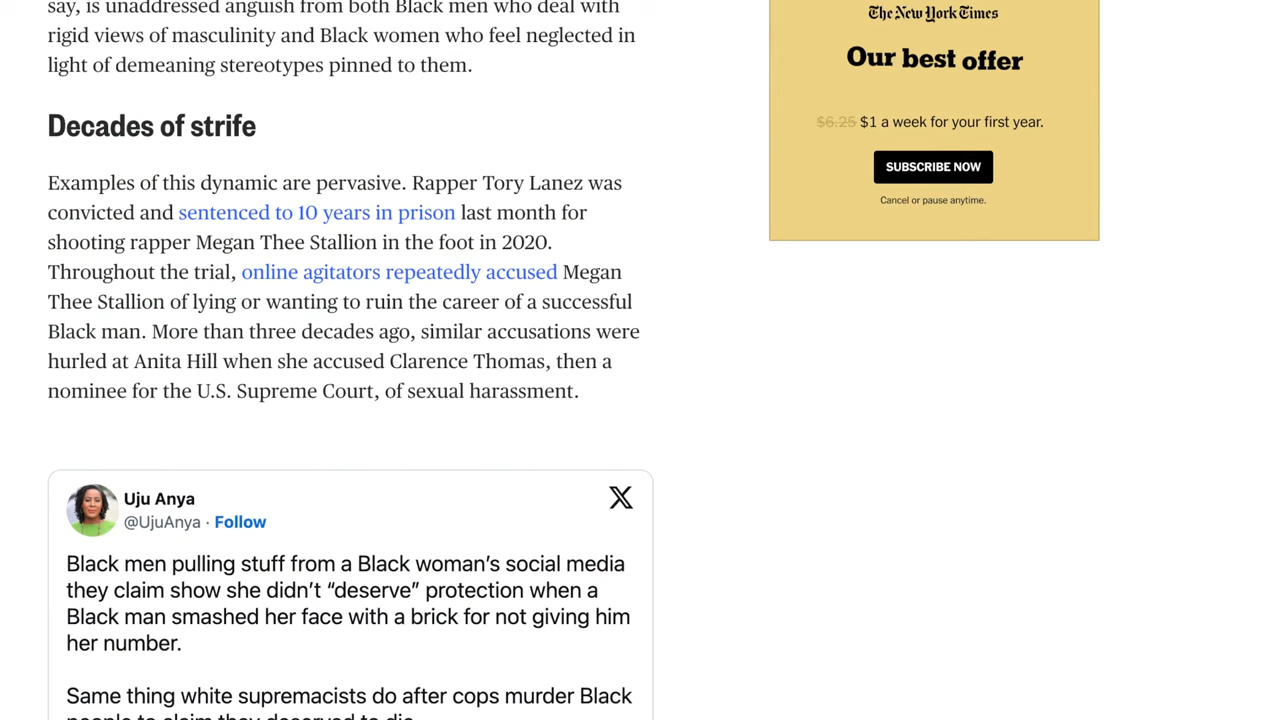 say, is unaddressed anguish from both Black men who deal with
rigid views of masculinity and Black women who feel neglected in
light of demeaning stereotypes pinned to them.
Decades of strife
Examples of this dynamic are pervasive. Rapper Tory Lanez was
convicted and sentenced to 10 years in prison last month for
shooting rapper Megan Thee Stallion in the foot in 2020.
Throughout the trial, online agitators repeatedly accused Megan
Thee Stallion of lying or wanting to ruin the career of a successful
Black man. More than three decades ago, similar accusations were
hurled at Anita Hill when she accused Clarence Thomas, then a
nominee for the U.S. Supreme Court, of sexual harassment.
Uju Anya
@UjuAnya · Follow
Black men pulling stuff from a Black woman’s social media
they claim show she didn’t “deserve” protection when a
Black man smashed her face with a brick for not giving him
her number.
Same thing white supremacists do after cops murder Black
people to claim they deserved to die
The New York Times
Our best offer
$6.25 $1 a week for your first year.
SUBSCRIBE NOW
Cancel or pause anytime.